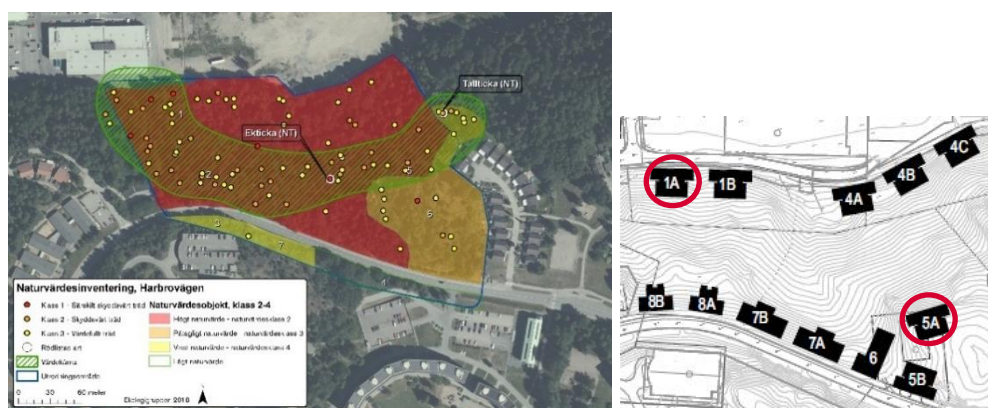 Tallticka (NT)
Ekticka (NT)
1
2
3
5
6
7
Naturvärdesinventering, Harbrovägen
Klass 1 - Särskilt skyddsvärt träd
Klass 2 - Skyddsvärt träd
Klass 3 - Värdefullt träd
Rödlistad art
Värdekärna
Utredningsområde
Naturvärdesobjekt, klass 2-4
Högt naturvärde - naturvärdesklass 2
Påtagligt naturvärde - naturvärdesklass 3
Visst naturvärde - naturvärdesklass 4
Lågt naturvärde
0 30 60 meter
Ekologigruppen 2018
1A
1B
4A
4B
4C
8B
8A
7B
7A
6
5A
5B